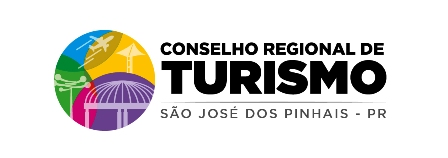 CONSELHO REGIONAL DE
TURISMO
SÃO JOSÉ DOS PINHAIS - PR